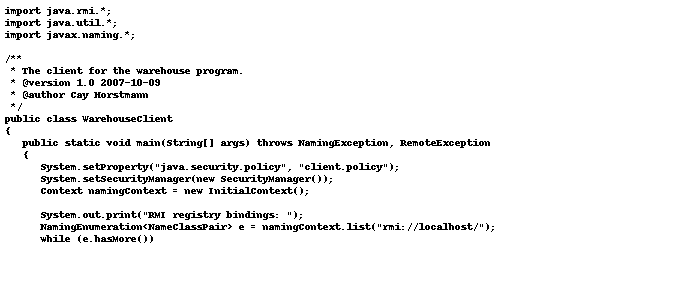 import java.rmi.*;
import java.util.*;
import javax.naming.*;
/**
 * The client for the warehouse program.
 * @version 1.0 2007-10-09
 * @author Cay Horstmann
 */
public class WarehouseClient
{
   public static void main(String[] args) throws NamingException, RemoteException
   {
      System.setProperty("java.security.policy", "client.policy");
      System.setSecurityManager(new SecurityManager());
      Context namingContext = new InitialContext();
      System.out.print("RMI registry bindings: ");
      NamingEnumeration<NameClassPair> e = namingContext.list("rmi://localhost/");
      while (e.hasMore())